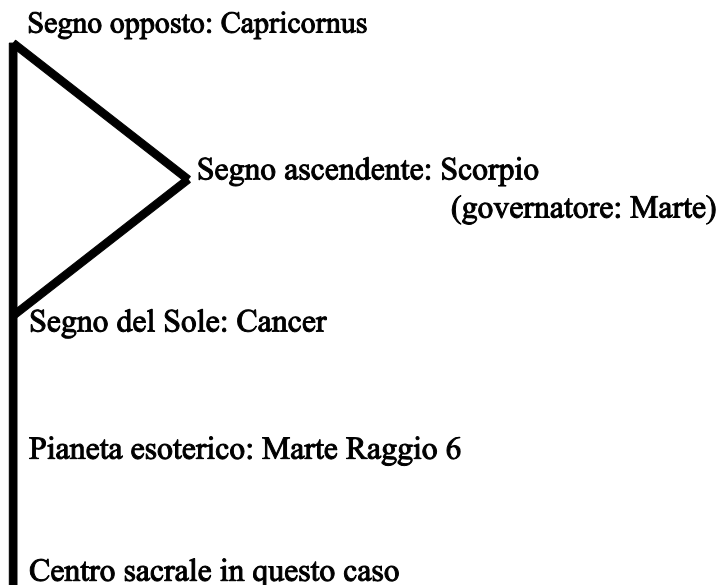 Segno opposto: Capricornus
Segno ascendente: Scorpio
(governatore: Marte)
Segno del Sole: Cancer
Pianeta esoterico: Marte Raggio 6
Centro sacrale in questo caso